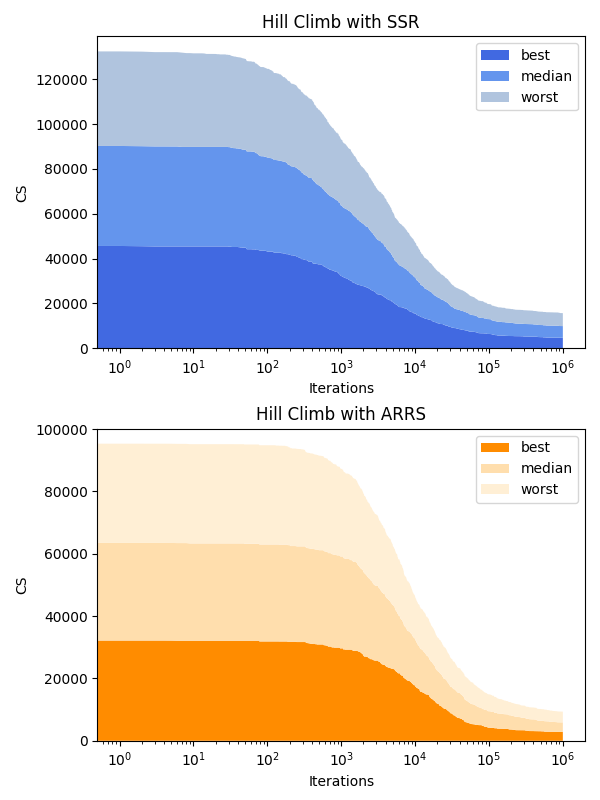 Hill Climb with SSR
best
median
worst
120000
100000
80000
60000
40000
20000
0
CS
10^0 10^1 10^2 10^3 10^4 10^5 10^6
Iterictions
Hill Climb with ARRS
best
median
worst
100000
80000
60000
40000
20000
0
CS
10^0 10^1 10^2 10^3 10^4 10^5 10^6
Iterictions